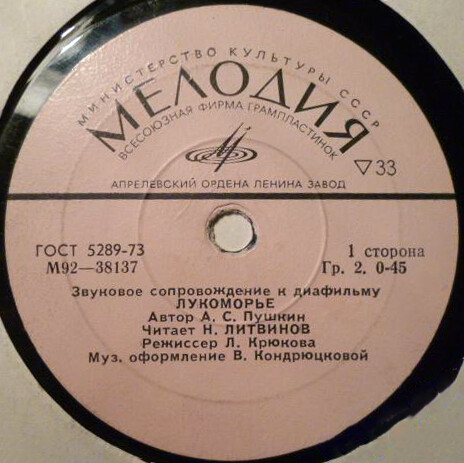 МИНИСТЕРСТВО КУЛЬТУРЫ СССР
МЕЛОДИЯ
ВСЕСОЮЗНАЯ ФИРМА ГРАМПЛАСТИНОК
▽33
АПРЕЛЕВСКИЙ ОРДЕНА ЛЕНИНА ЗАВОД
ГОСТ 5289-73 1 сторона
М92—38137 Гр. 2, 0-45
Звуковое сопровождение к диафильму
ЛУКОМОРЬЕ
Автор А. С. Пушкин
Читает Н. ЛИТВИНОВ
Режиссер Л. Крюкова
Муз. оформление В. Кондрюцковой